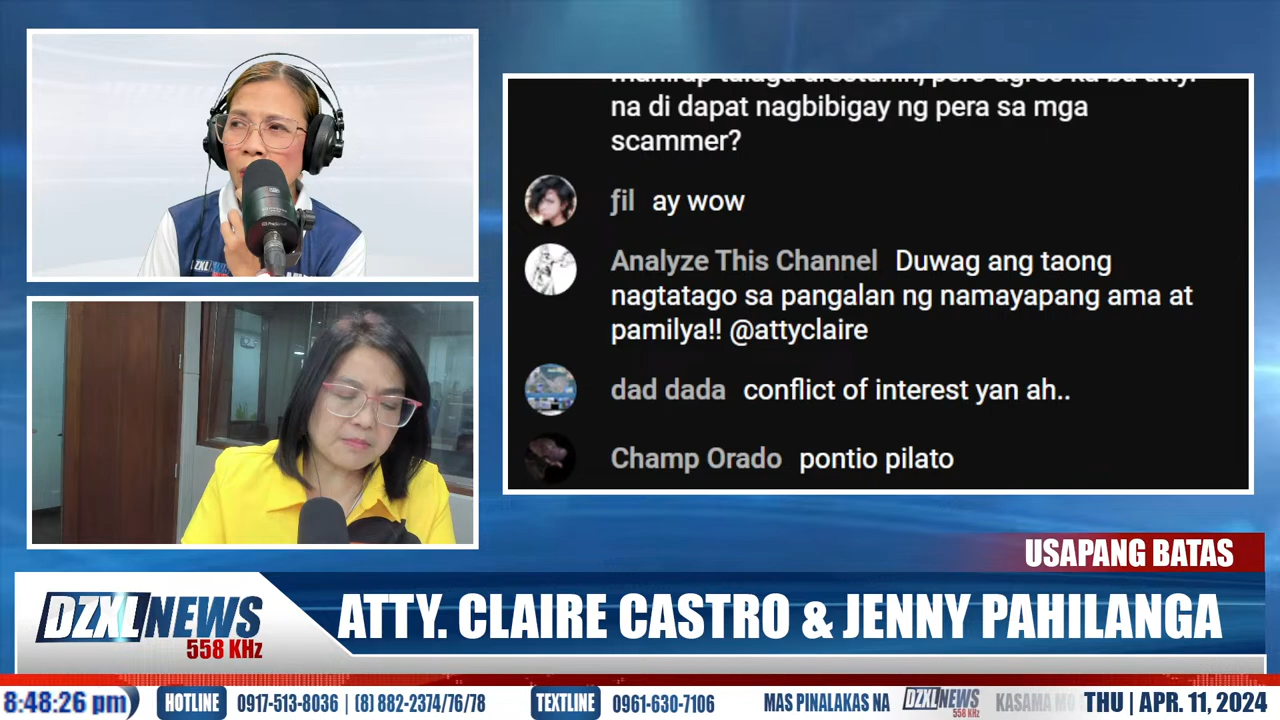 na di dapat nagbibigay ng pera sa mga
scammer?
ƒil ay wow
Analyze This Channel Duwag ang taong
nagtatago sa pangalan ng namayapang ama at
pamilya!! @attyclaire
dad dada conflict of interest yan ah..
Champ Orado pontio pilato
USAPANG BATAS
DZXL NEWS
558 KHz
ATTY. CLAIRE CASTRO & JENNY PAHILANGA
8:48:26 pm HOTLINE 0917-513-8036 | (8) 882-2374/76/78 TEXTLINE 0961-630-7106 MAS PINALAKAS NA DZXL NEWS 558 KHz KASAMA MO THU | APR. 11, 2024